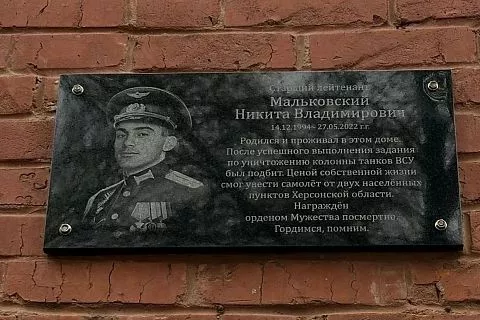 Старший лейтенант
Мальковский
Никита Владимирович
14.12.1994 - 27.05.2022 г.г.
Родился и проживал в этом доме.
После успешного выполнения задания
по уничтожению колонны танков ВСУ
был подбит. Ценой собственной жизни
смог увести самолёт от двух населённых
пунктов Херсонской области.
Награждён
орденом Мужества посмертно.
Гордимся, помним.